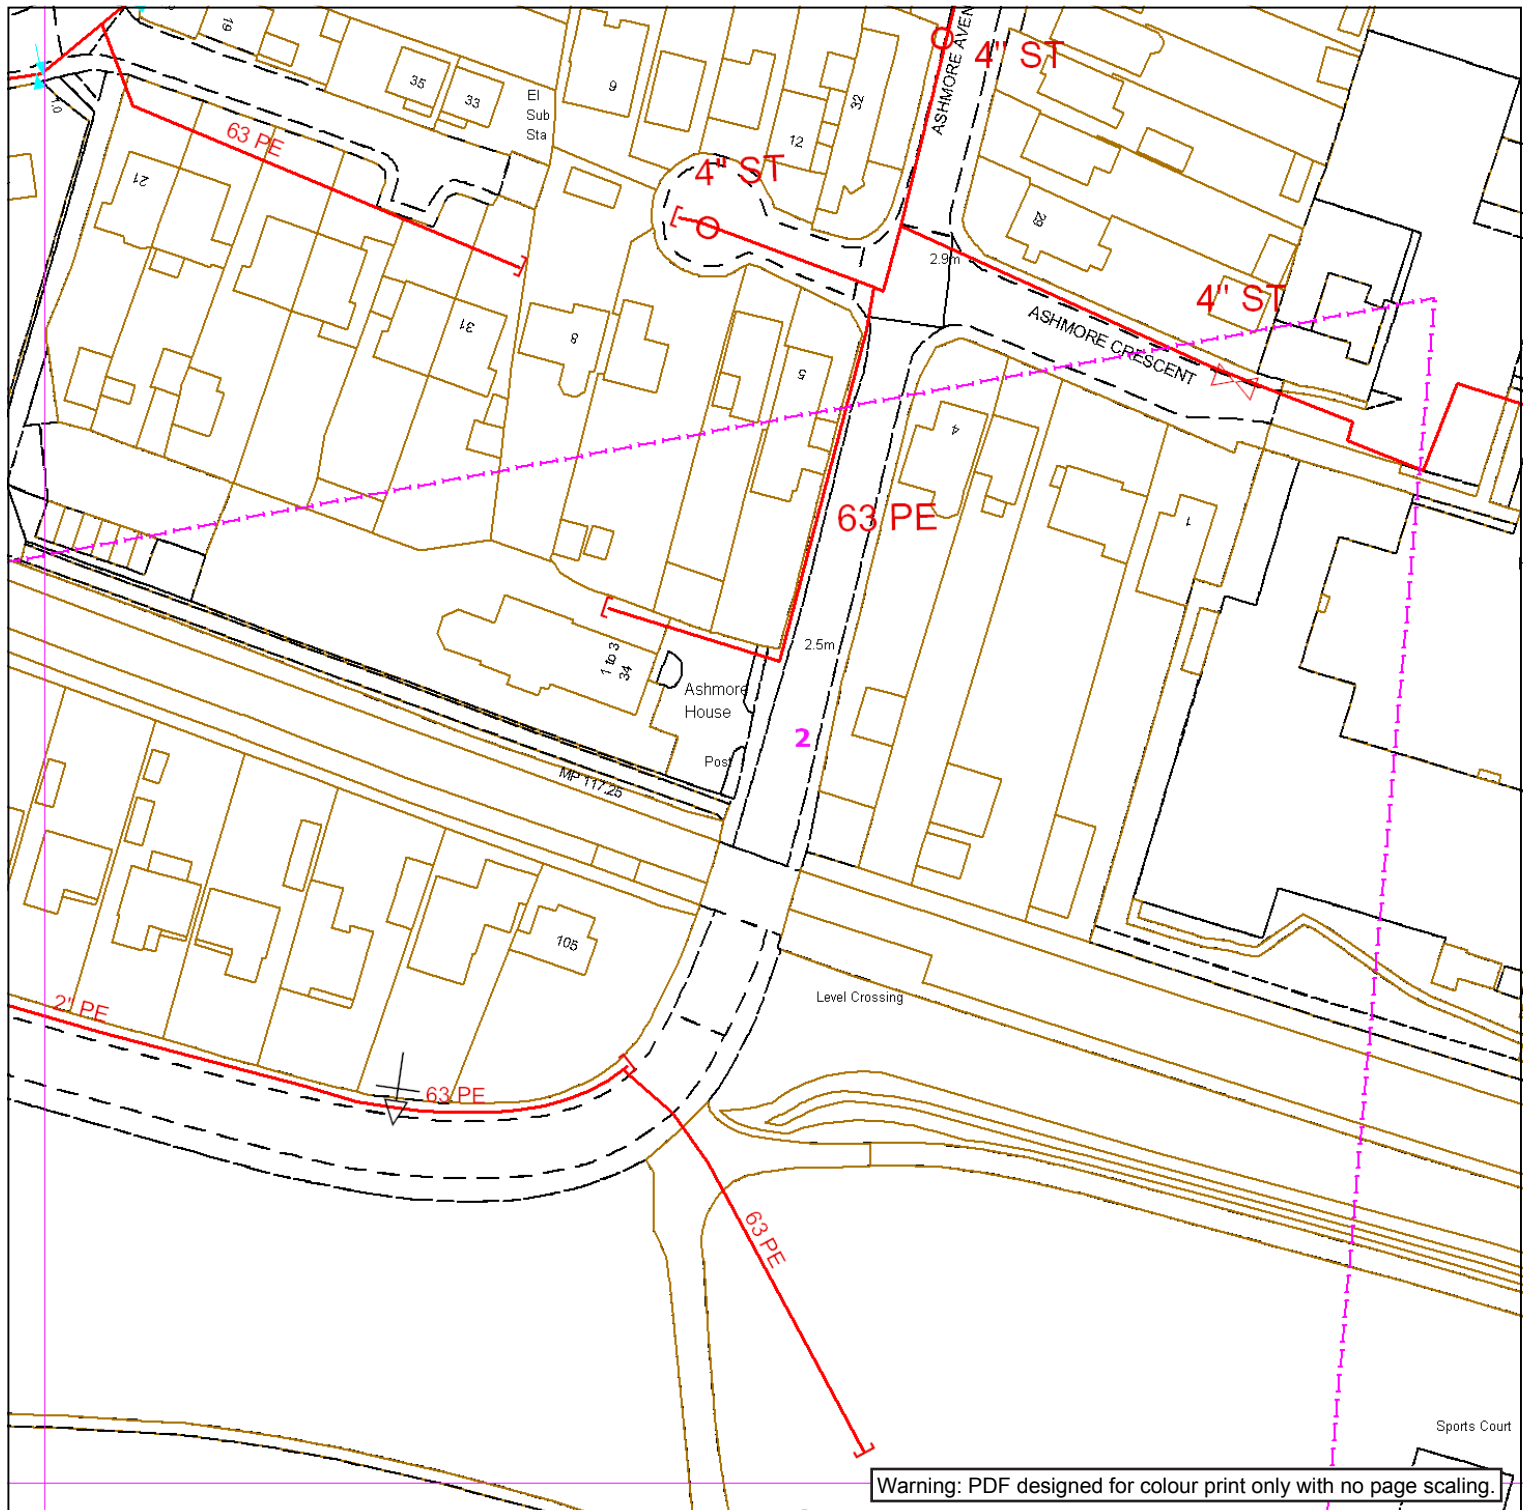 19
4" ST
ASHMORE AVEN
35
33
9
32
El
Sub
Sta
12
1.0
63 PE
4" ST
21
29
2.9m
4" ST
ASHMORE CRESCENT
31
8
5
4
63 PE
1
2.5m
1 to 3
34
Ashmore
House
2
Post
MP 117.25
105
Level Crossing
2" PE
63 PE
63 PE
Sports Court
Warning: PDF designed for colour print only with no page scaling.